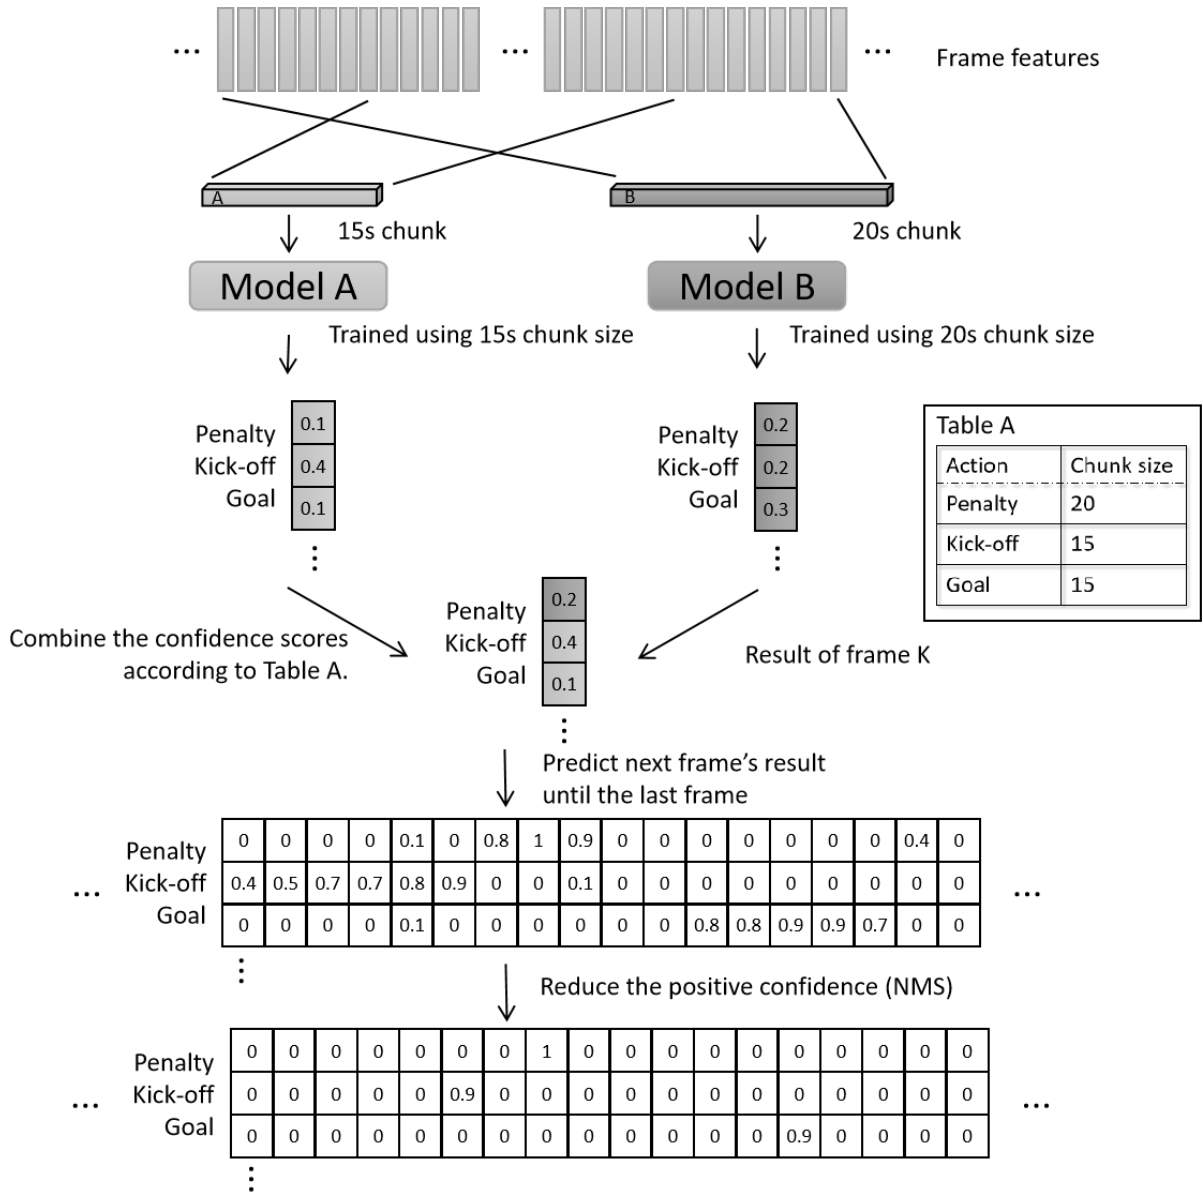 ... ... ...
Frame features
A
B
15s chunk
20s chunk
Model A
Model B
Trained using 15s chunk size
Trained using 20s chunk size
Penalty 0.1
Kick-off 0.4
Goal 0.1
⋮
Penalty 0.2
Kick-off 0.2
Goal 0.3
⋮
Table A
Action Chunk size
Penalty 20
Kick-off 15
Goal 15
Combine the confidence scores
according to Table A.
Penalty 0.2
Kick-off 0.4
Goal 0.1
⋮
Result of frame K
Predict next frame’s result
until the last frame
Penalty 0 0 0 0 0.1 0 0.8 1 0.9 0 0 0 0 0 0 0 0.4 0
... Kick-off 0.4 0.5 0.7 0.7 0.8 0.9 0 0 0.1 0 0 0 0 0 0 0 0 0 ...
Goal 0 0 0 0 0.1 0 0 0 0 0 0 0.8 0.8 0.9 0.9 0.7 0 0
⋮
Reduce the positive confidence (NMS)
Penalty 0 0 0 0 0 0 0 1 0 0 0 0 0 0 0 0 0 0
... Kick-off 0 0 0 0 0 0.9 0 0 0 0 0 0 0 0 0 0 0 0 ...
Goal 0 0 0 0 0 0 0 0 0 0 0 0 0 0.9 0 0 0 0
⋮